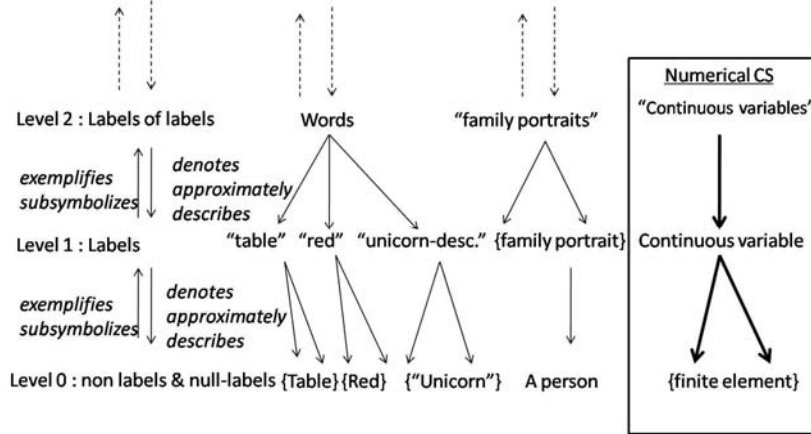 Numerical CS
Level 2 : Labels of labels Words “family portraits” “Continuous variables”
exemplifies denotes
subsymbolizes approximately
describes
Level 1 : Labels “table” “red” “unicorn-desc.” {family portrait} Continuous variable
exemplifies denotes
subsymbolizes approximately
describes
Level 0 : non labels & null-labels {Table} {Red} {“Unicorn”} A person {finite element}